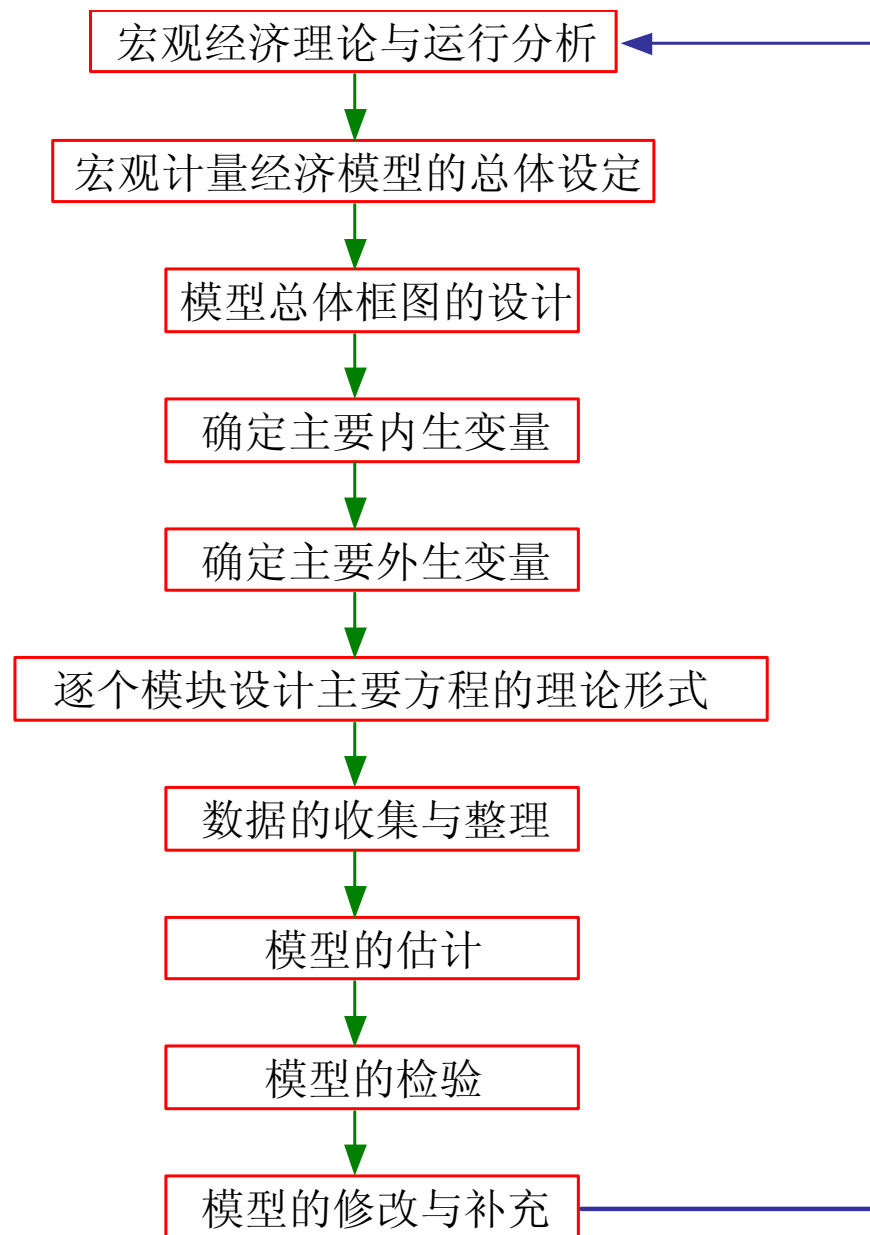 宏观经济理论与运行分析
宏观计量经济模型的总体设定
模型总体框图的设计
确定主要内生变量
确定主要外生变量
逐个模块设计主要方程的理论形式
数据的收集与整理
模型的估计
模型的检验
模型的修改与补充